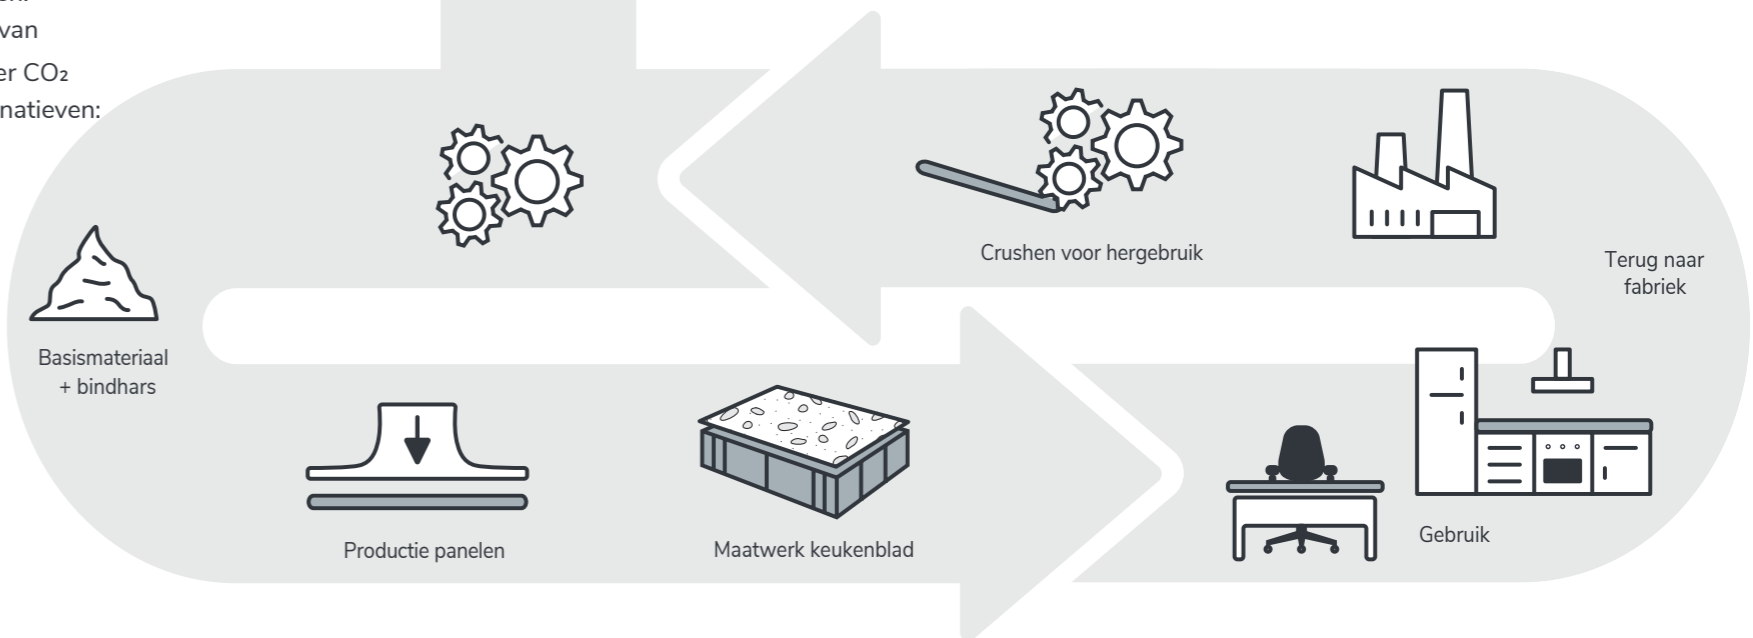 van
er CO₂
natieven:
Crushen voor hergebruik
Terug naar
fabriek
Basismateriaal
+ bindhars
Productie panelen
Maatwerk keukenblad
Gebruik